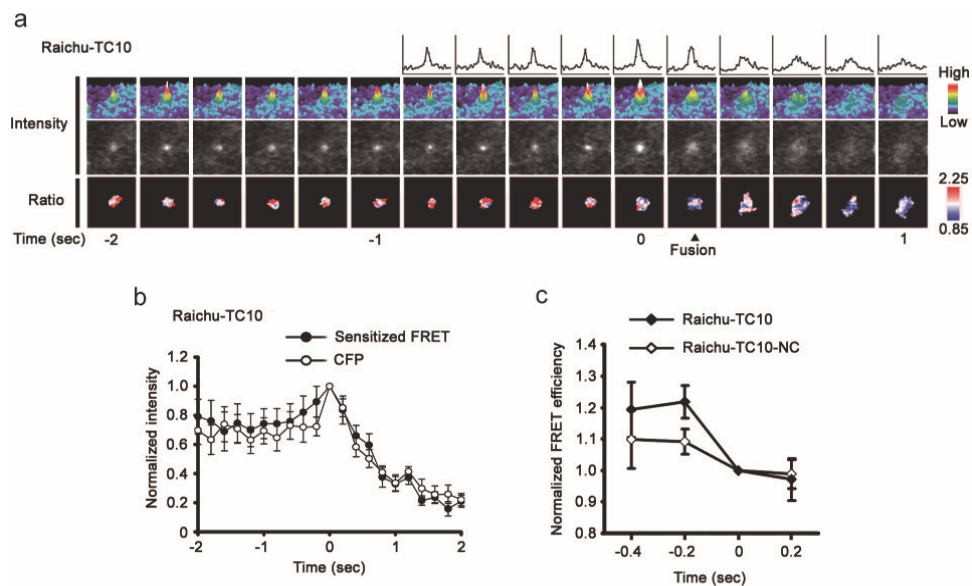 a
Raichu-TC10
High
Intensity
Low
Ratio
2.25
0.85
Time (sec) -2 -1 0 1
Fusion
b
Raichu-TC10
Sensitized FRET
CFP
Normalized intensity
1.2
1.0
0.8
0.6
0.4
0.2
0
-2 -1 0 1 2
Time (sec)
c
Raichu-TC10
Raichu-TC10-NC
Normalized FRET efficiency
1.4
1.3
1.2
1.1
1.0
0.9
0.8
-0.4 -0.2 0 0.2
Time (sec)